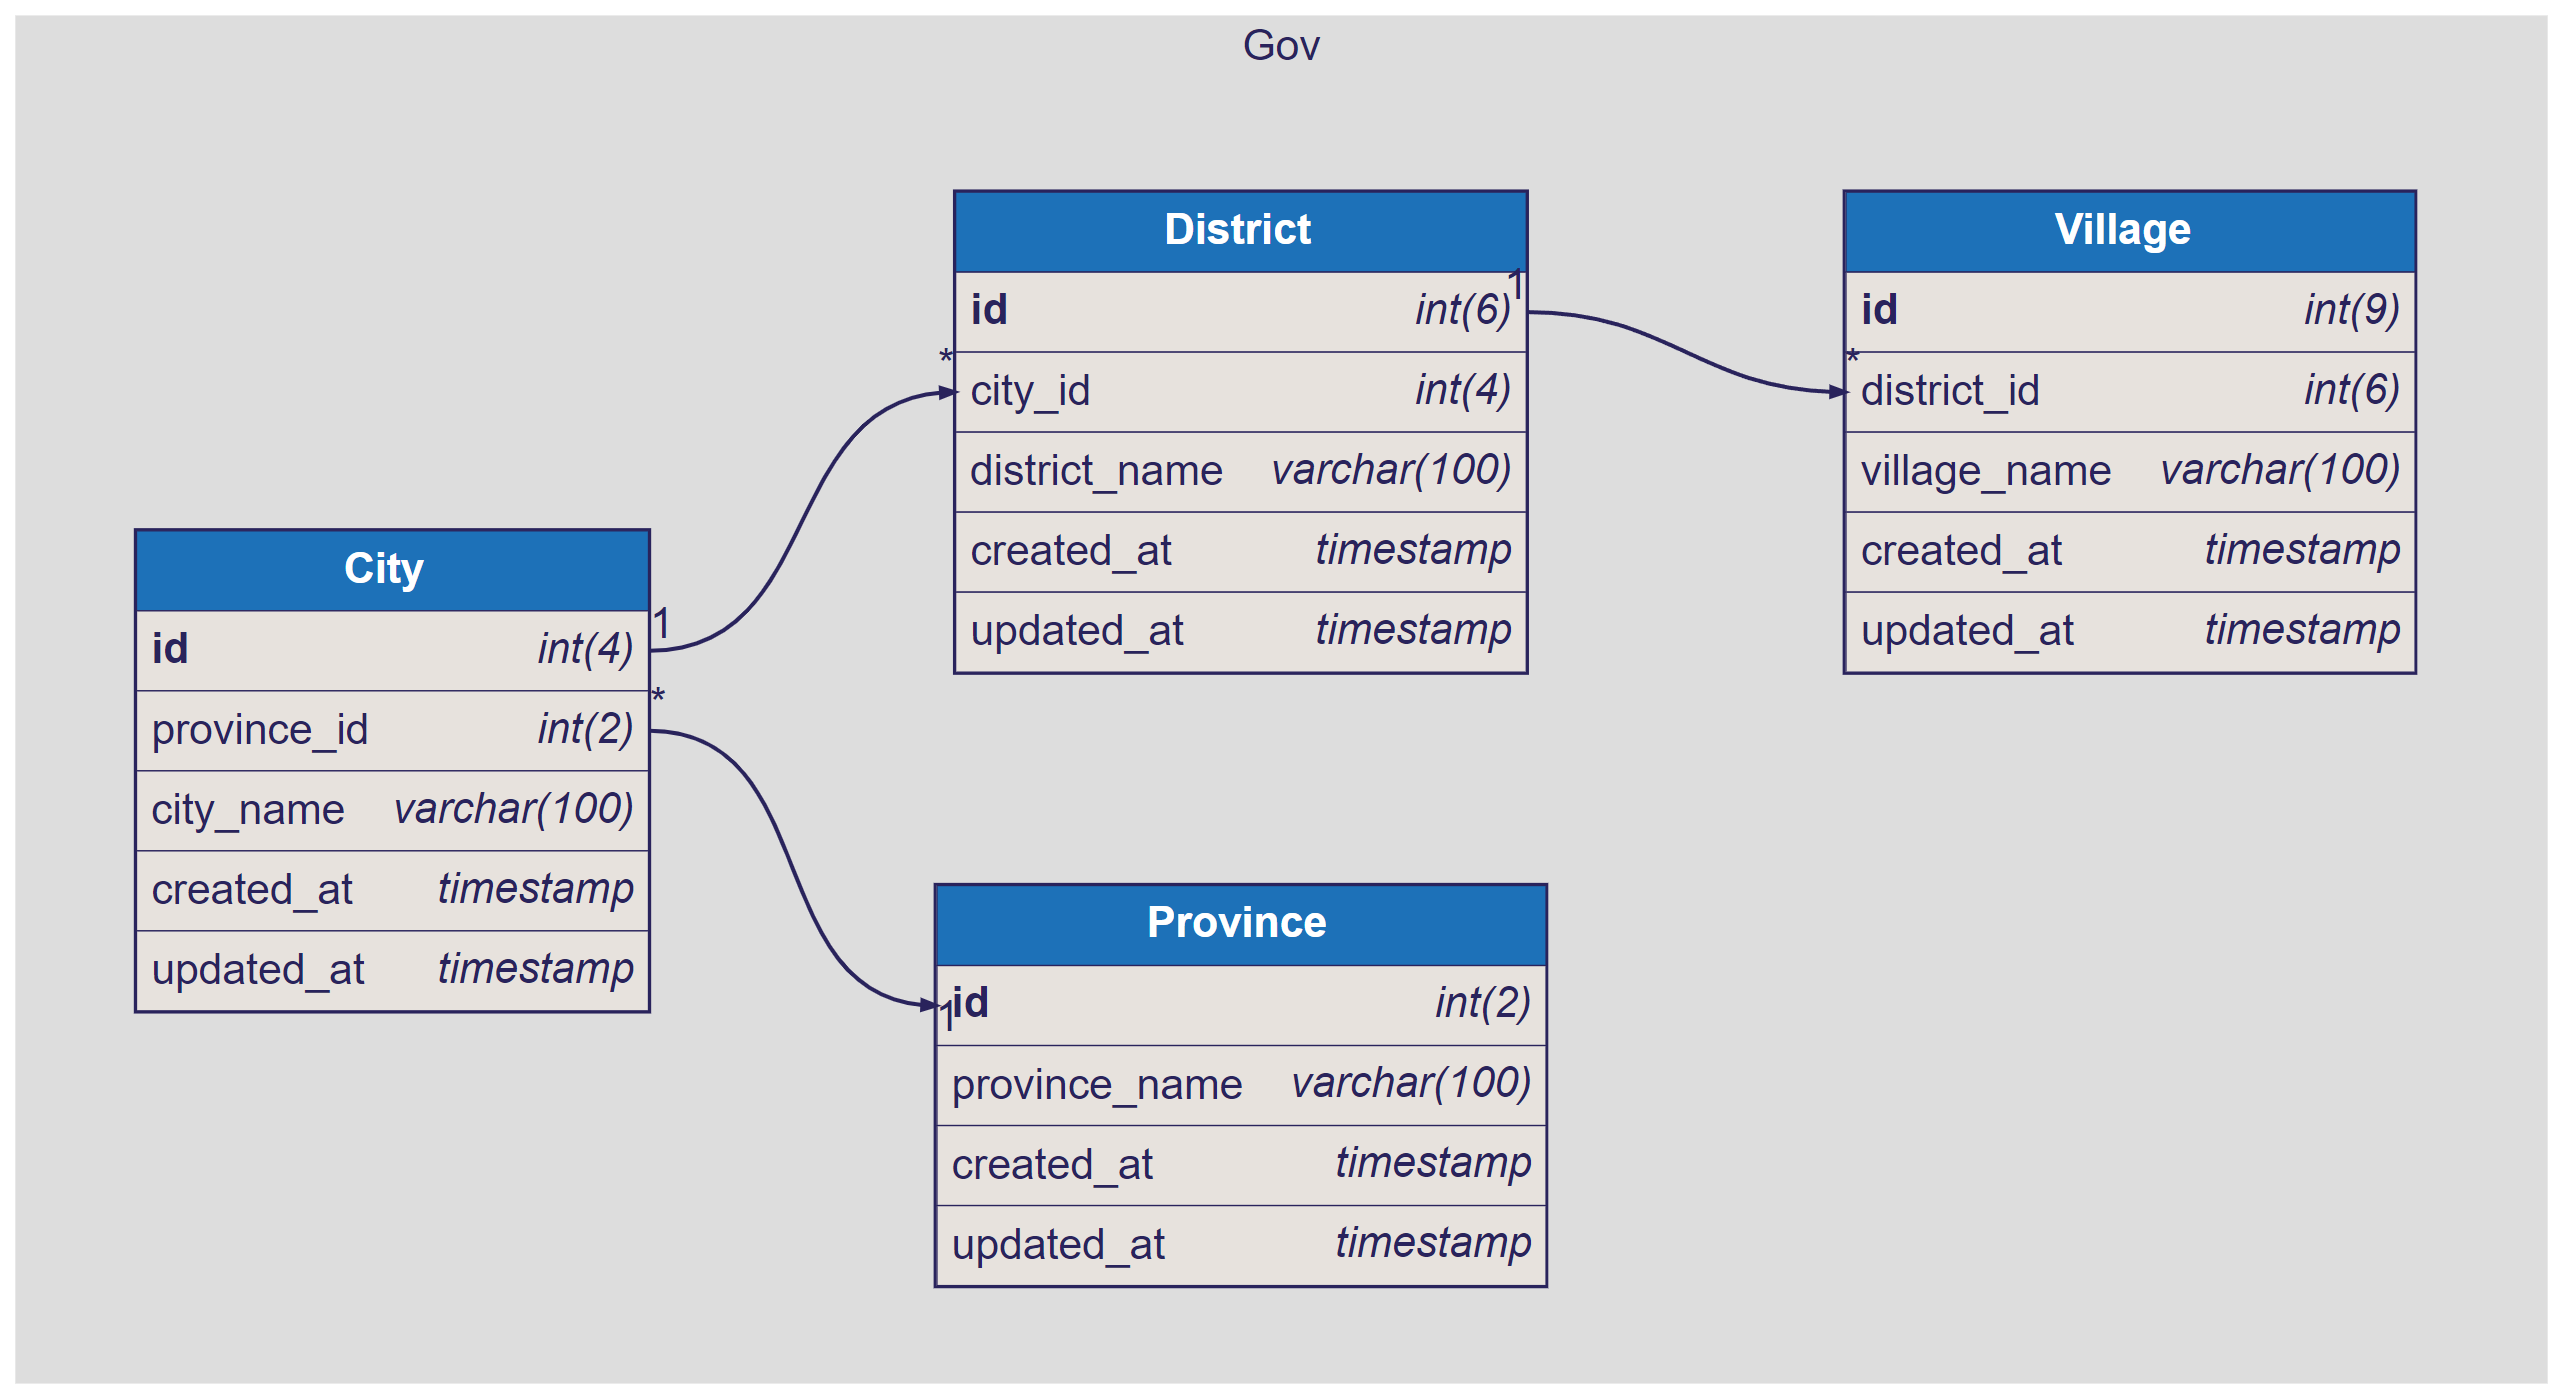 Gov
City
id int(4)
province_id int(2)
city_name varchar(100)
created_at timestamp
updated_at timestamp
1
*
District
id int(6)
city_id int(4)
district_name varchar(100)
created_at timestamp
updated_at timestamp
*
1
Village
id int(9)
district_id int(6)
village_name varchar(100)
created_at timestamp
updated_at timestamp
*
Province
id int(2)
province_name varchar(100)
created_at timestamp
updated_at timestamp
1